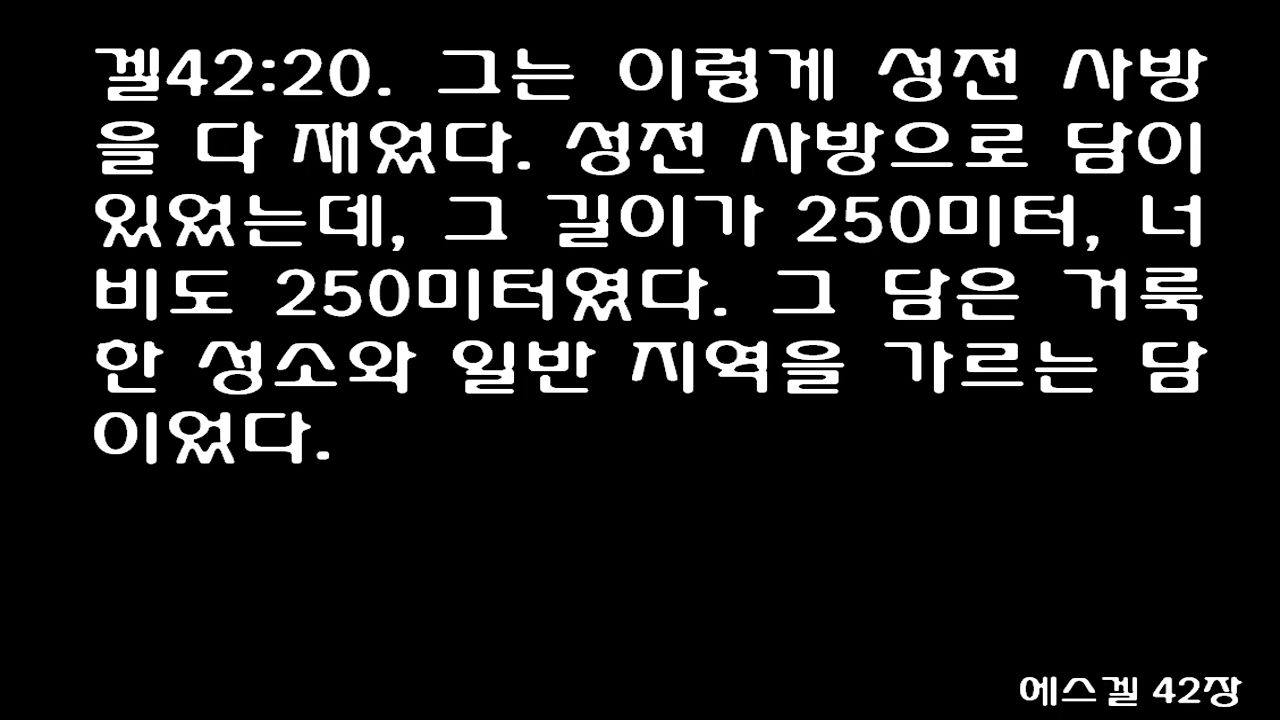 겔42:20. 그는 이렇게 성전 사방
을 다 재었다. 성전 사방으로 담이
있었는데, 그 길이가 250미터, 너
비도 250미터였다. 그 담은 거룩
한 성소와 일반 지역을 가르는 담
이었다.
에스겔 42장